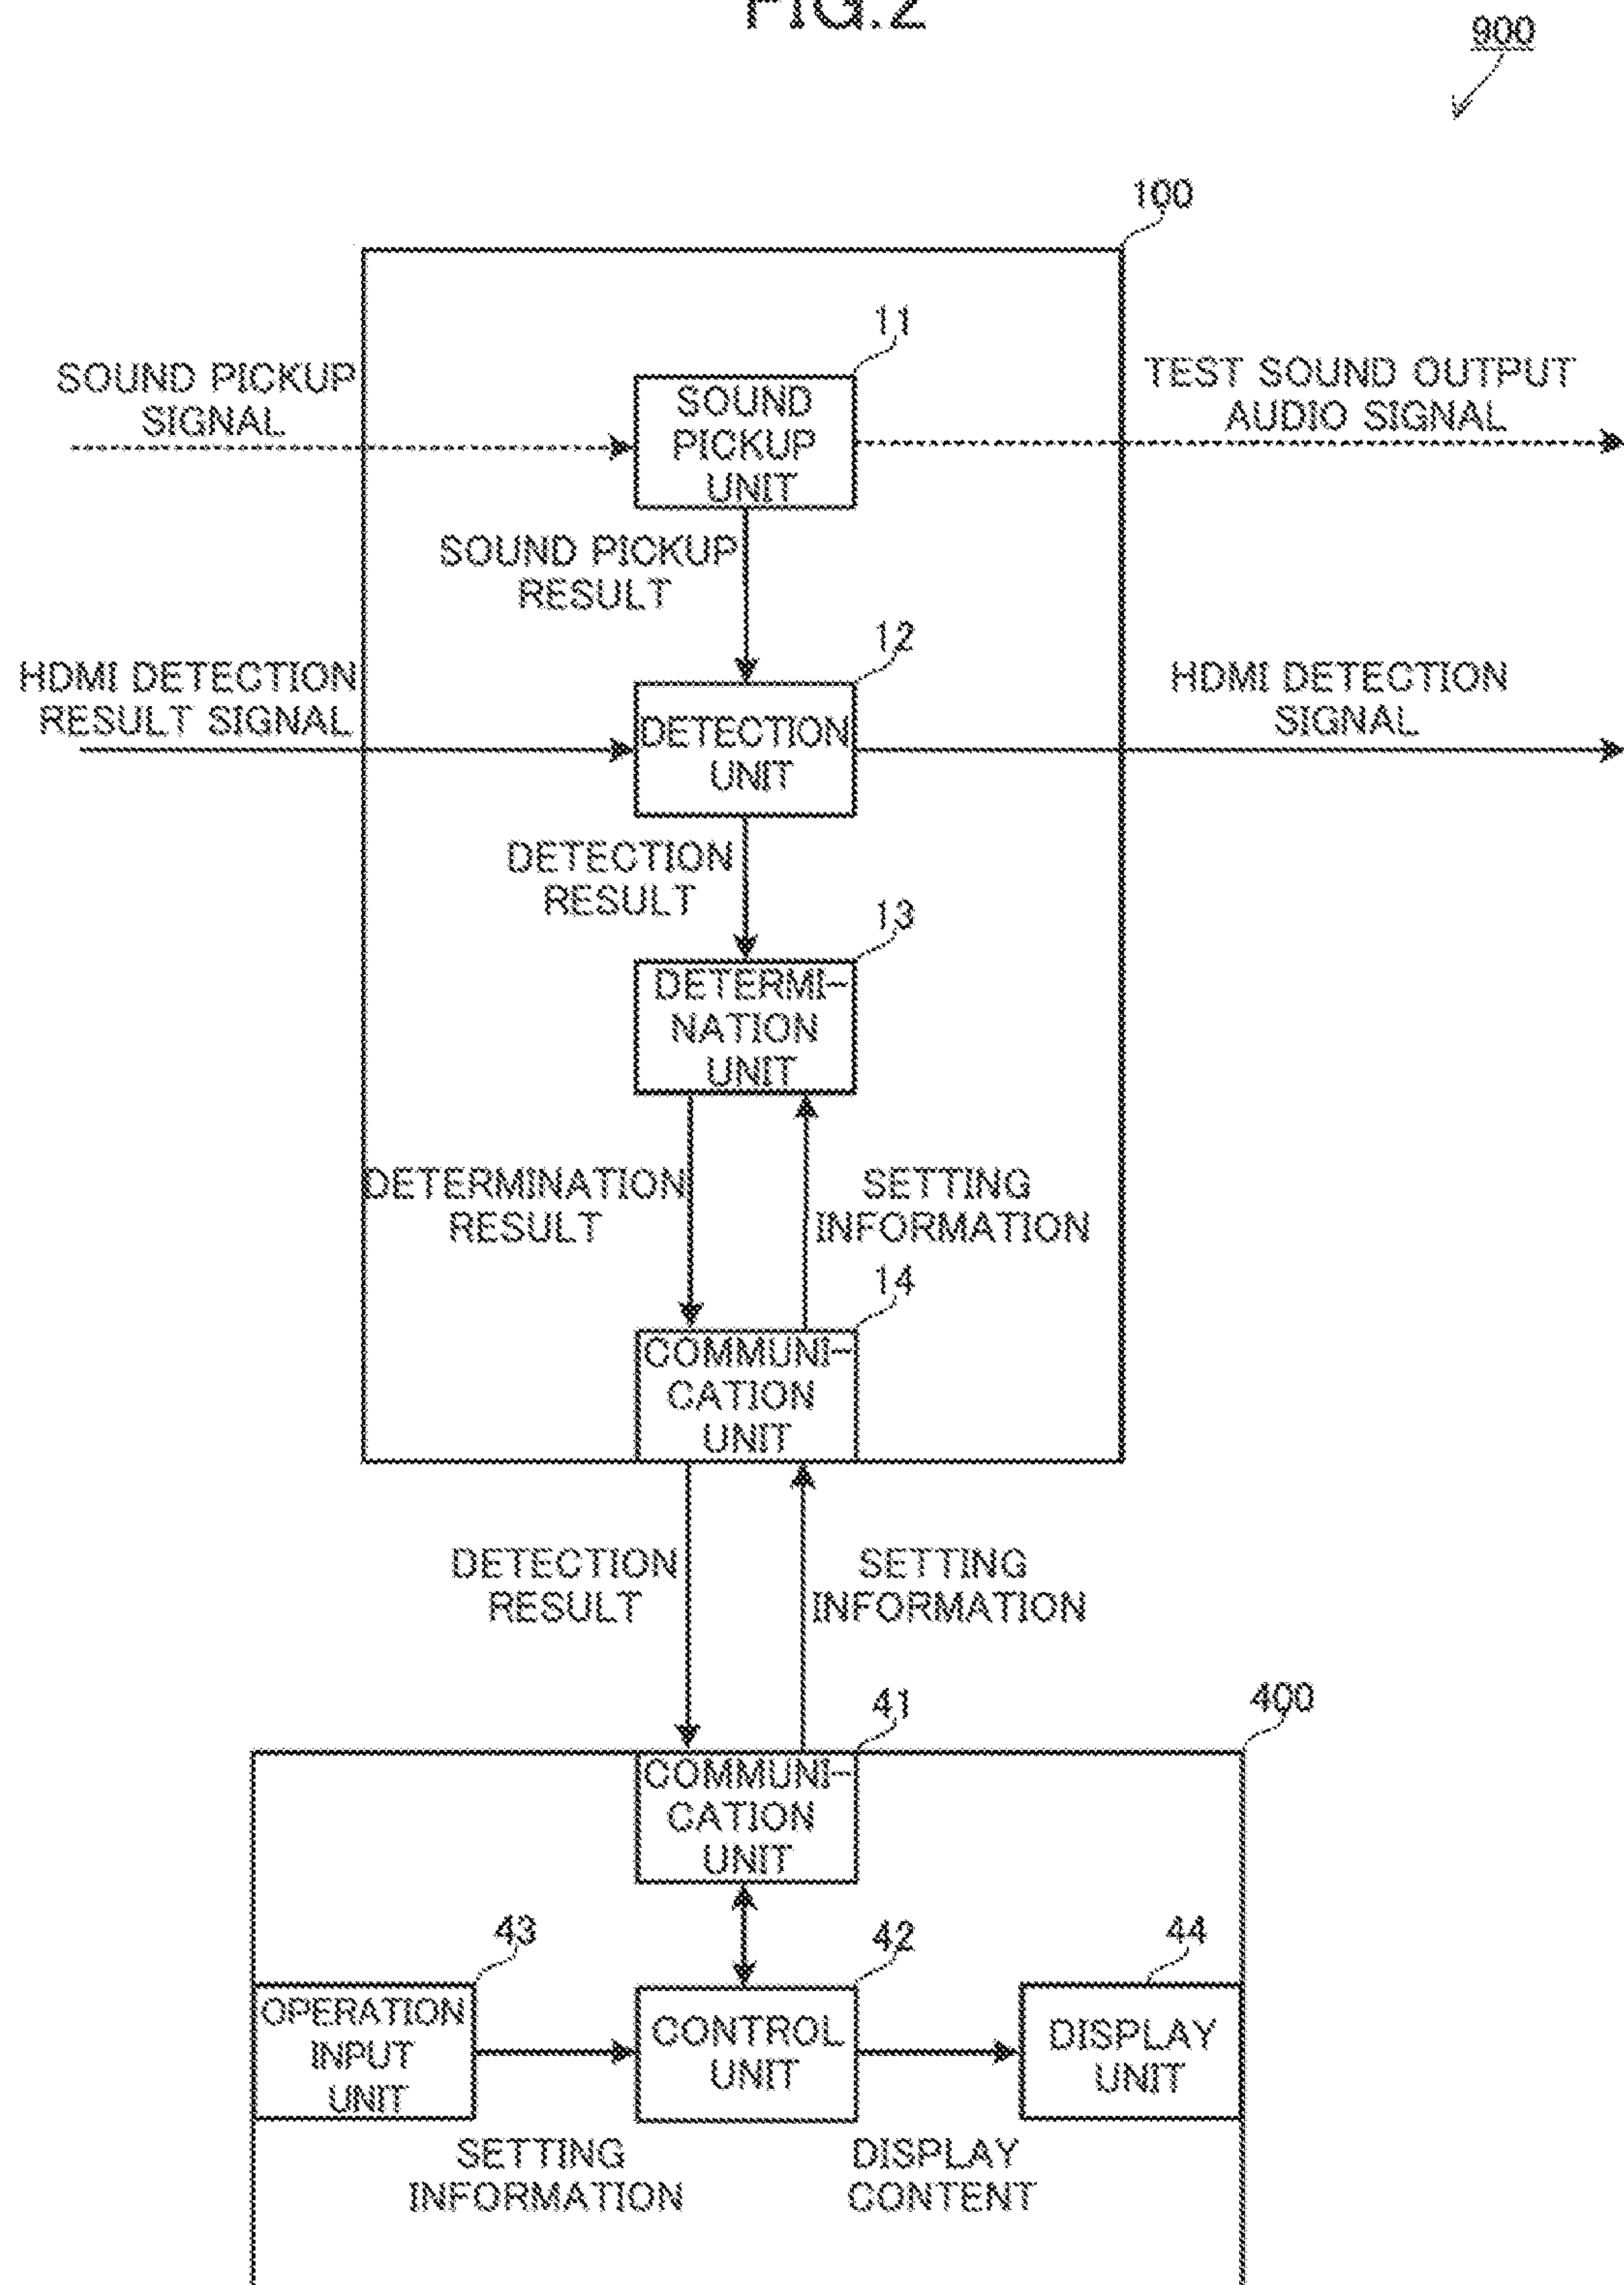 FIG.2
900
100
11
SOUND PICKUP
SIGNAL
SOUND
PICKUP
UNIT
TEST SOUND OUTPUT
AUDIO SIGNAL
SOUND PICKUP
RESULT
12
HDMI DETECTION
RESULT SIGNAL
DETECTION
UNIT
HDMI DETECTION
SIGNAL
DETECTION
RESULT
13
DETERMI-
NATION
UNIT
DETERMINATION
RESULT
SETTING
INFORMATION
14
COMMUNI-
CATION
UNIT
DETECTION
RESULT
SETTING
INFORMATION
41
400
COMMUNI-
CATION
UNIT
43
42
44
OPERATION
INPUT
UNIT
CONTROL
UNIT
DISPLAY
UNIT
SETTING
INFORMATION
DISPLAY
CONTENT